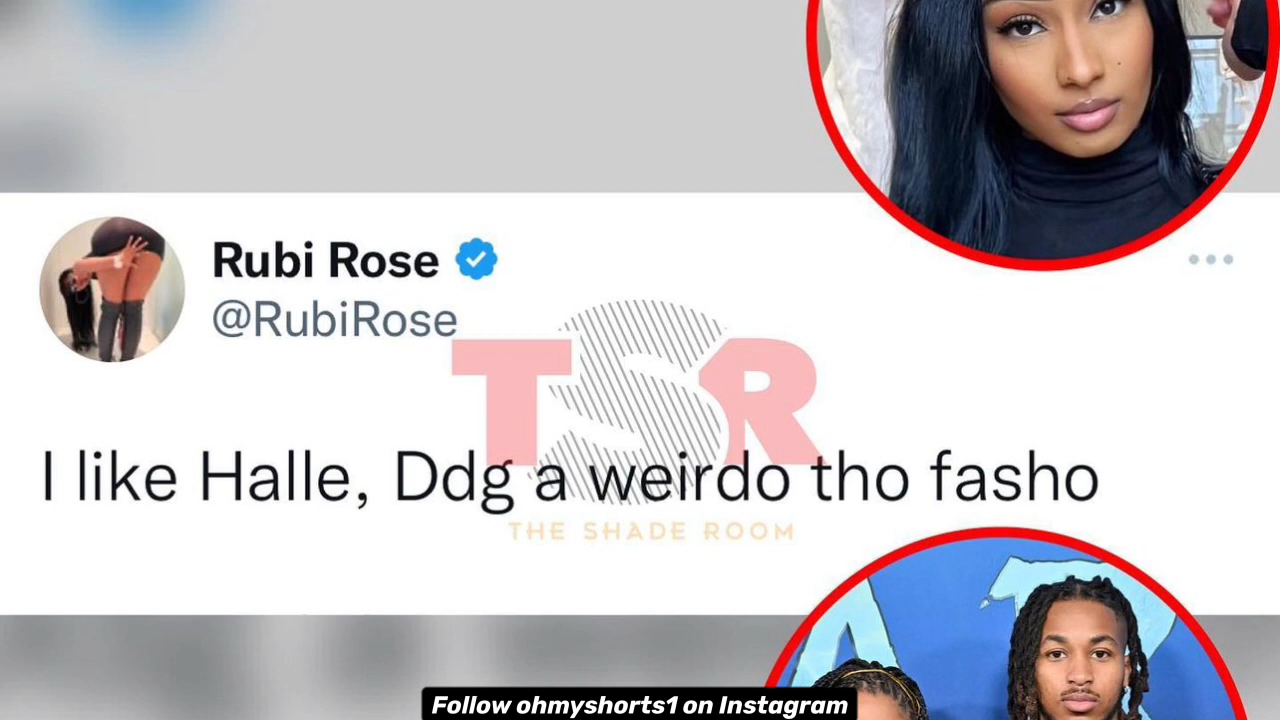 Rubi Rose
@RubiRose
TSR
I like Halle, Ddg a weirdo tho fasho
THE SHADE ROOM
Follow ohmyshorts1 on Instagram